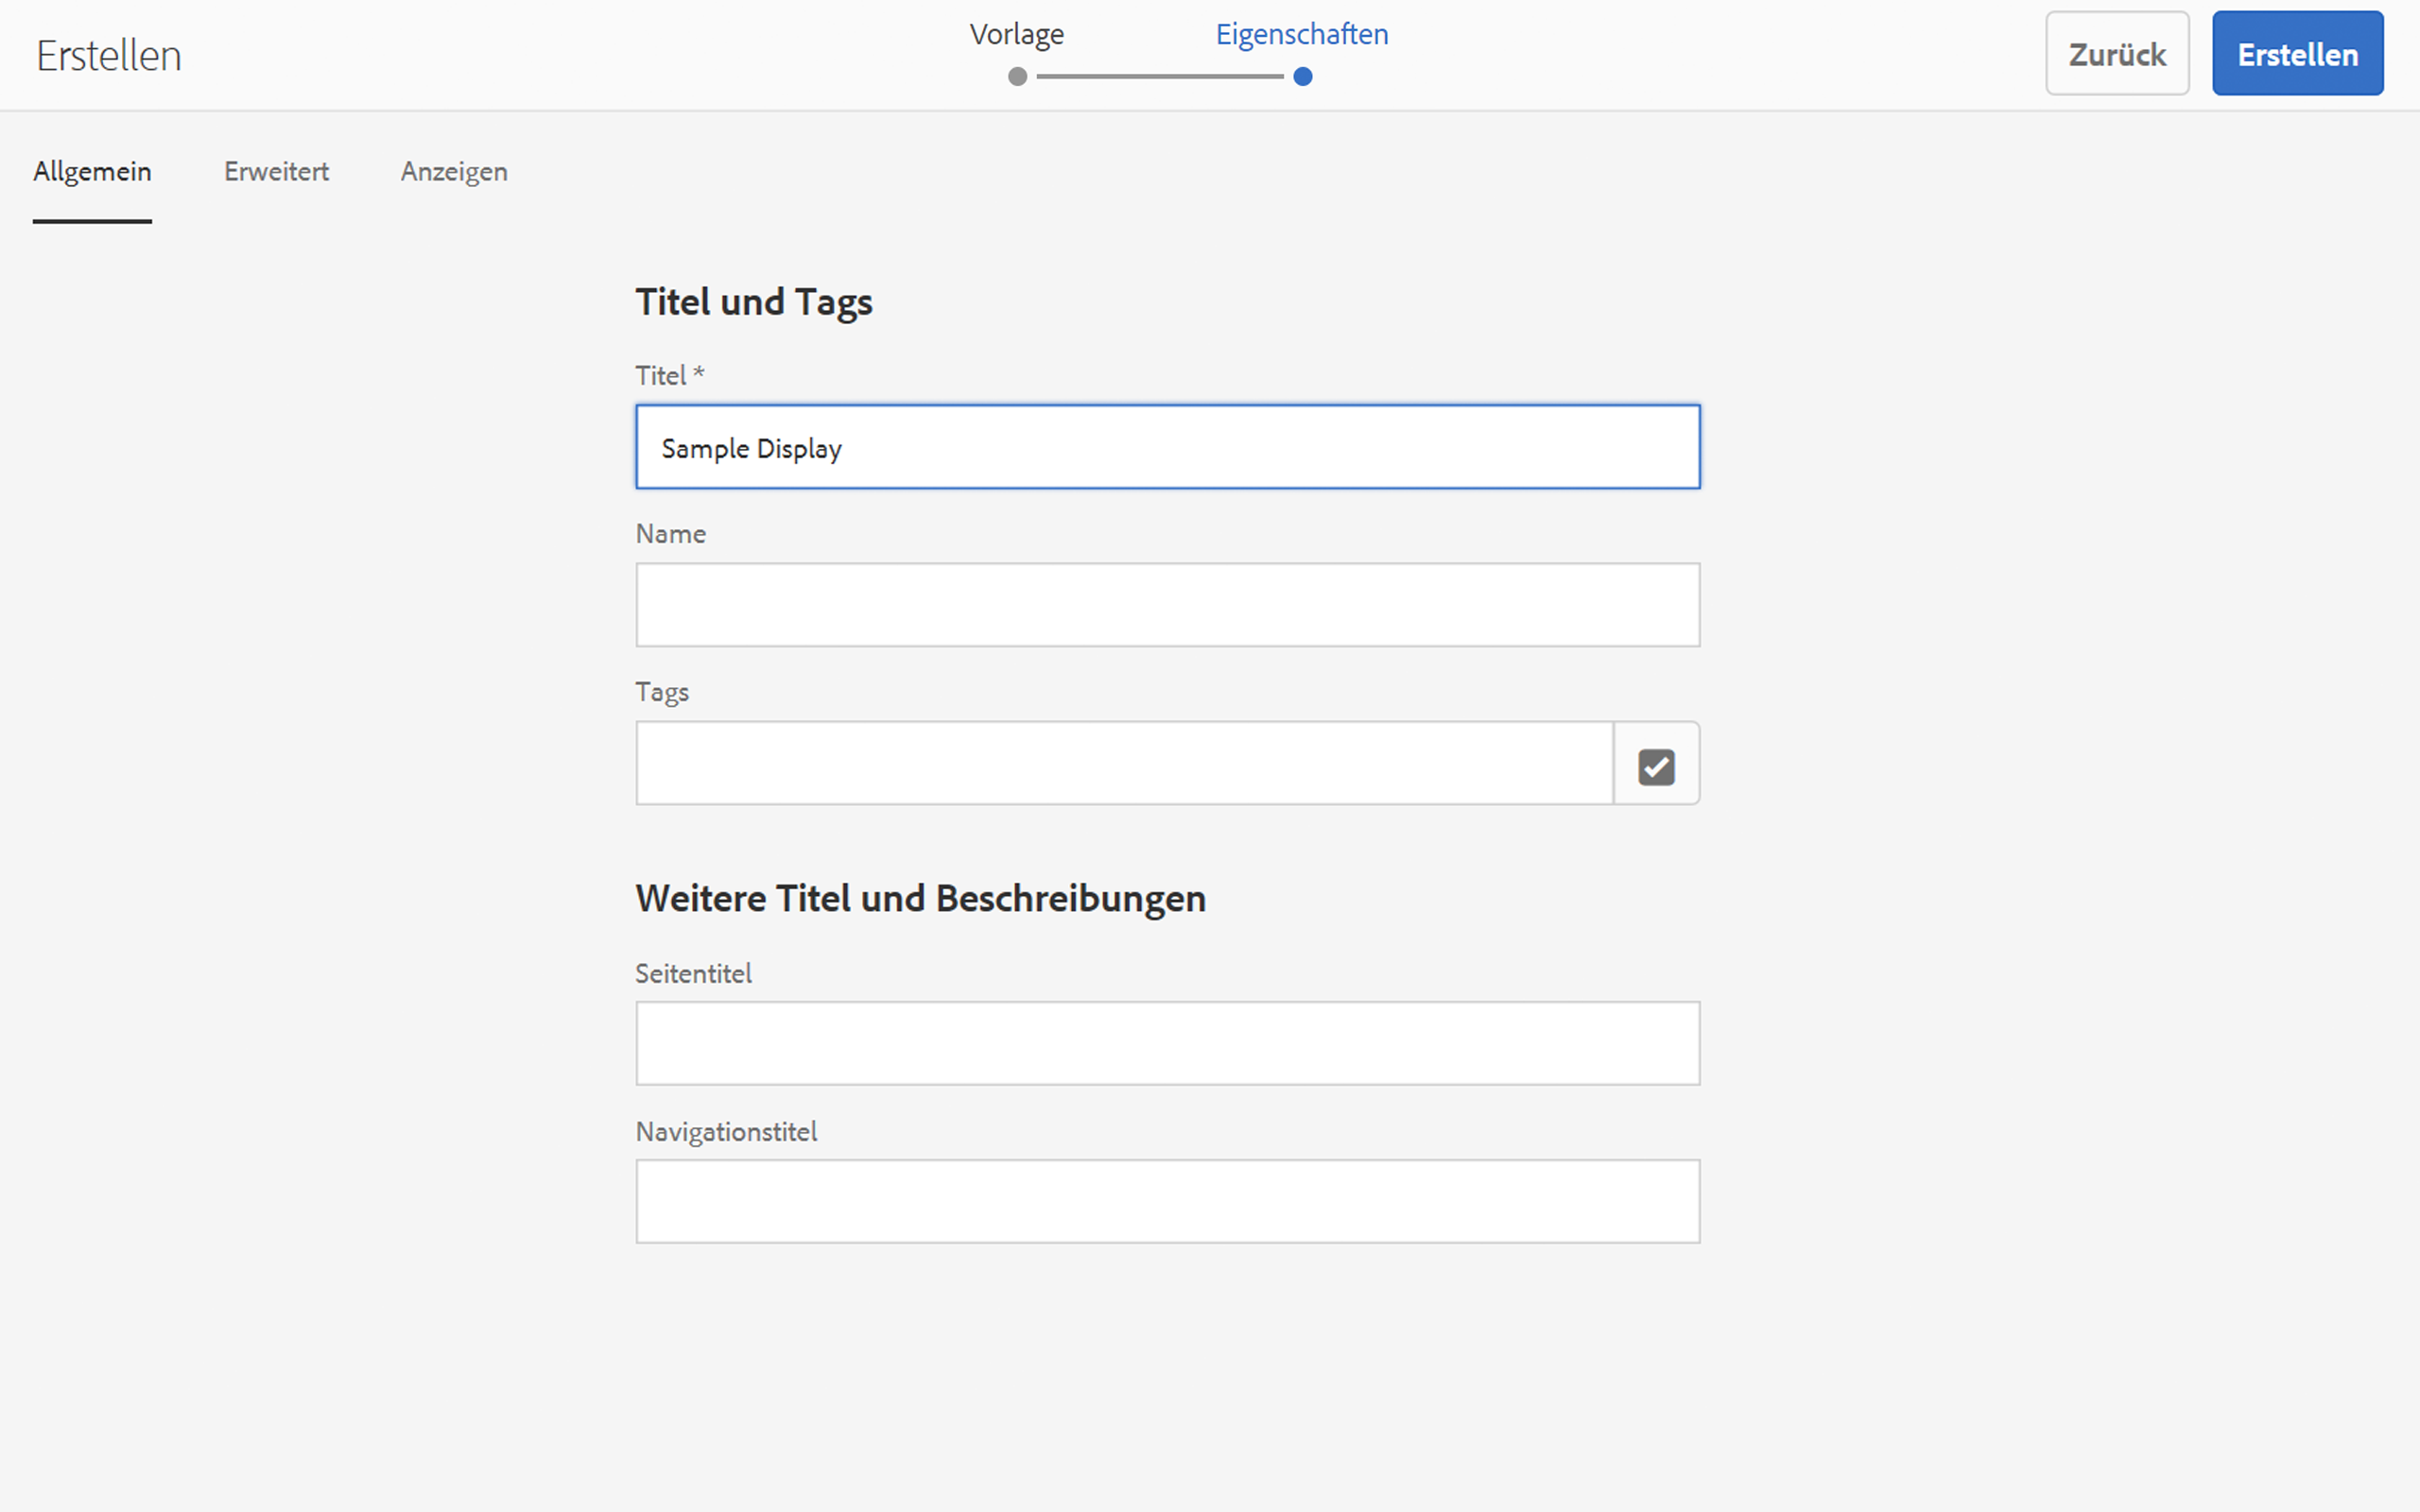 Erstellen
Vorlage
Eigenschaften
Zurück
Erstellen
Allgemein
Erweitert
Anzeigen
Titel und Tags
Titel *
Sample Display
Name
Tags
Weitere Titel und Beschreibungen
Seitentitel
Navigationstitel